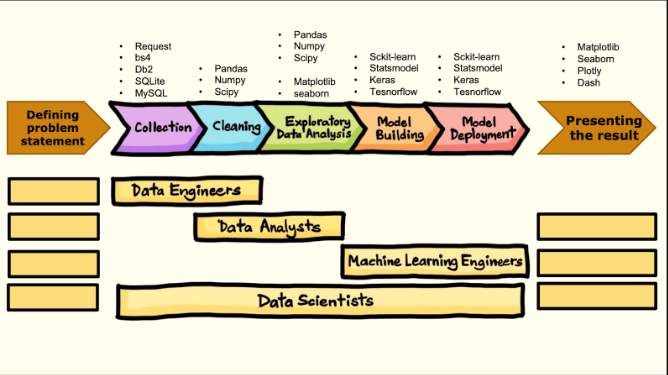 • Request
• bs4
• Db2
• SQLite
• MySQL
• Pandas
• Numpy
• Scipy
• Pandas
• Numpy
• Scipy
• Matplotlib
• seaborn
• Sckit-learn
• Statsmodel
• Keras
• Tesnorflow
• Sckit-learn
• Statsmodel
• Keras
• Tesnorflow
• Matplotlib
• Seaborn
• Plotly
• Dash
Defining
problem
statement
Collection
Cleaning
Exploratory
Data Analysis
Model
Building
Model
Deployment
Presenting
the result
Data Engineers
Data Analysts
Machine Learning Engineers
Data Scientists